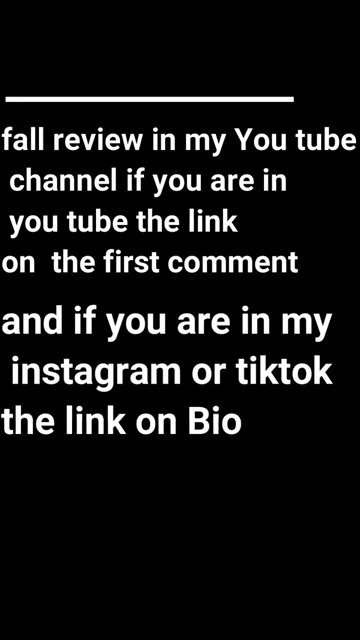 fall review in my You tube
channel if you are in
you tube the link
on the first comment
and if you are in my
instagram or tiktok
the link on Bio